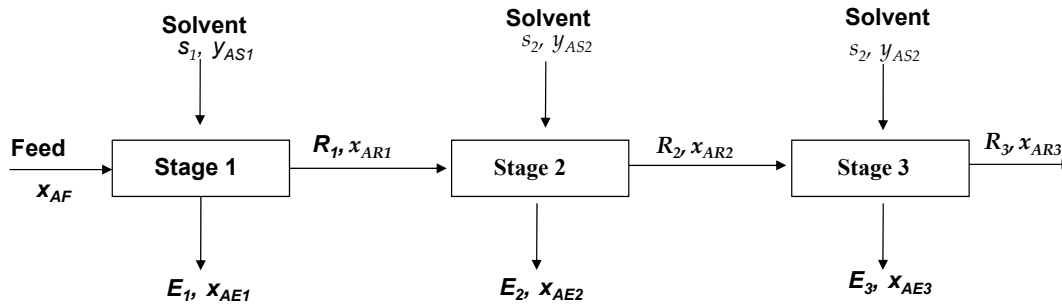 Solvent
s1, yAS1
Solvent
s2, yAS2
Solvent
s2, yAS2
Feed
xAF
Stage 1
R1, xAR1
Stage 2
R2, xAR2
Stage 3
R3, xAR3
E1, xAE1
E2, xAE2
E3, xAE3